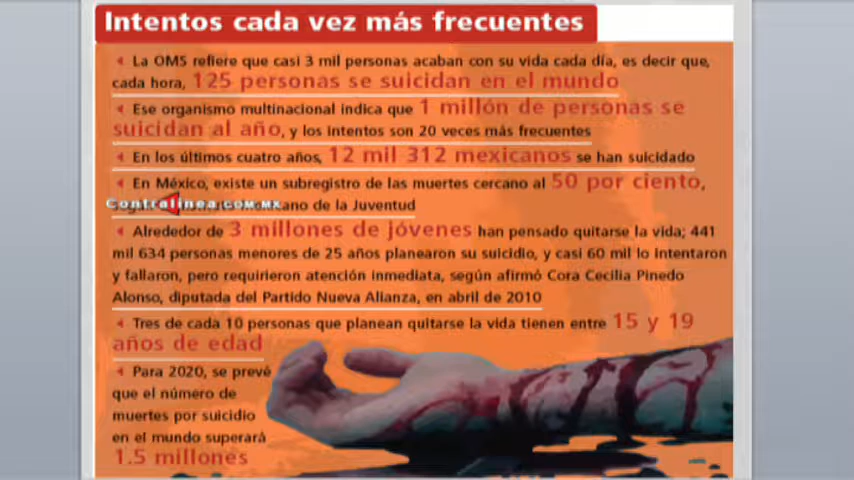 Intentos cada vez más frecuentes
La OMS refiere que casi 3 mil personas acaban con su vida cada día, es decir que,
cada hora, 125 personas se suicidan en el mundo
Ese organismo multinacional indica que 1 millón de personas se
suicidan al año, y los intentos son 20 veces más frecuentes
En los últimos cuatro años, 12 mil 312 mexicanos se han suicidado
En México, existe un subregistro de las muertes cercano al 50 por ciento,
Contralínea.com.mx
cano de la Juventud
Alrededor de 3 millones de jóvenes han pensado quitarse la vida; 441
mil 634 personas menores de 25 años planearon su suicidio, y casi 60 mil lo intentaron
y fallaron, pero requirieron atención inmediata, según afirmó Cora Cecilia Pinedo
Alonso, diputada del Partido Nueva Alianza, en abril de 2010
Tres de cada 10 personas que planean quitarse la vida tienen entre 15 y 19
años de edad
Para 2020, se prevé
que el número de
muertes por suicidio
en el mundo superará
1.5 millones